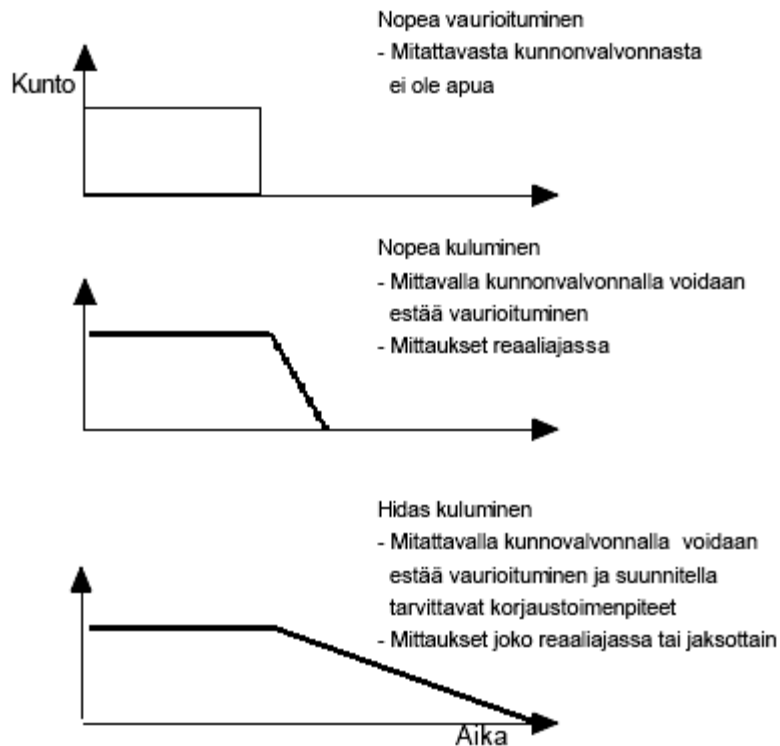 Nopea vaurioituminen
- Mitattavasta kunnonvalvonnasta
ei ole apua
Kunto
Nopea kuluminen
- Mittavalla kunnonvalvonnalla voidaan
estää vaurioituminen
- Mittaukset reaaliajassa
Hidas kuluminen
- Mitattavalla kunnovalvonnalla voidaan
estää vaurioituminen ja suunnitella
tarvittavat korjaustoimenpiteet
- Mittaukset joko reaaliajassa tai jaksottain
Aika